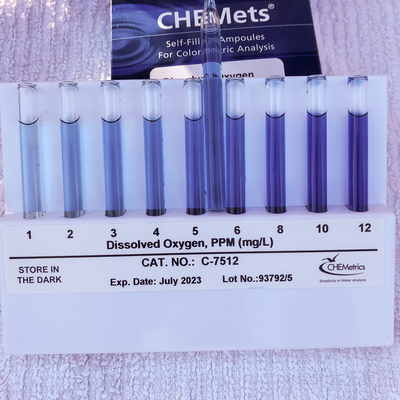 CHEMets®
Self-Filling Ampoules
For Colorimetric Analysis
Dissolved Oxygen
1 2 3 4 5 6 8 10 12
Dissolved Oxygen, PPM (mg/L)
STORE IN
THE DARK
CAT. NO.: C-7512
Exp. Date: July 2023 Lot No.:93792/5
CHEMetrics
Simplicity in Water Analysis